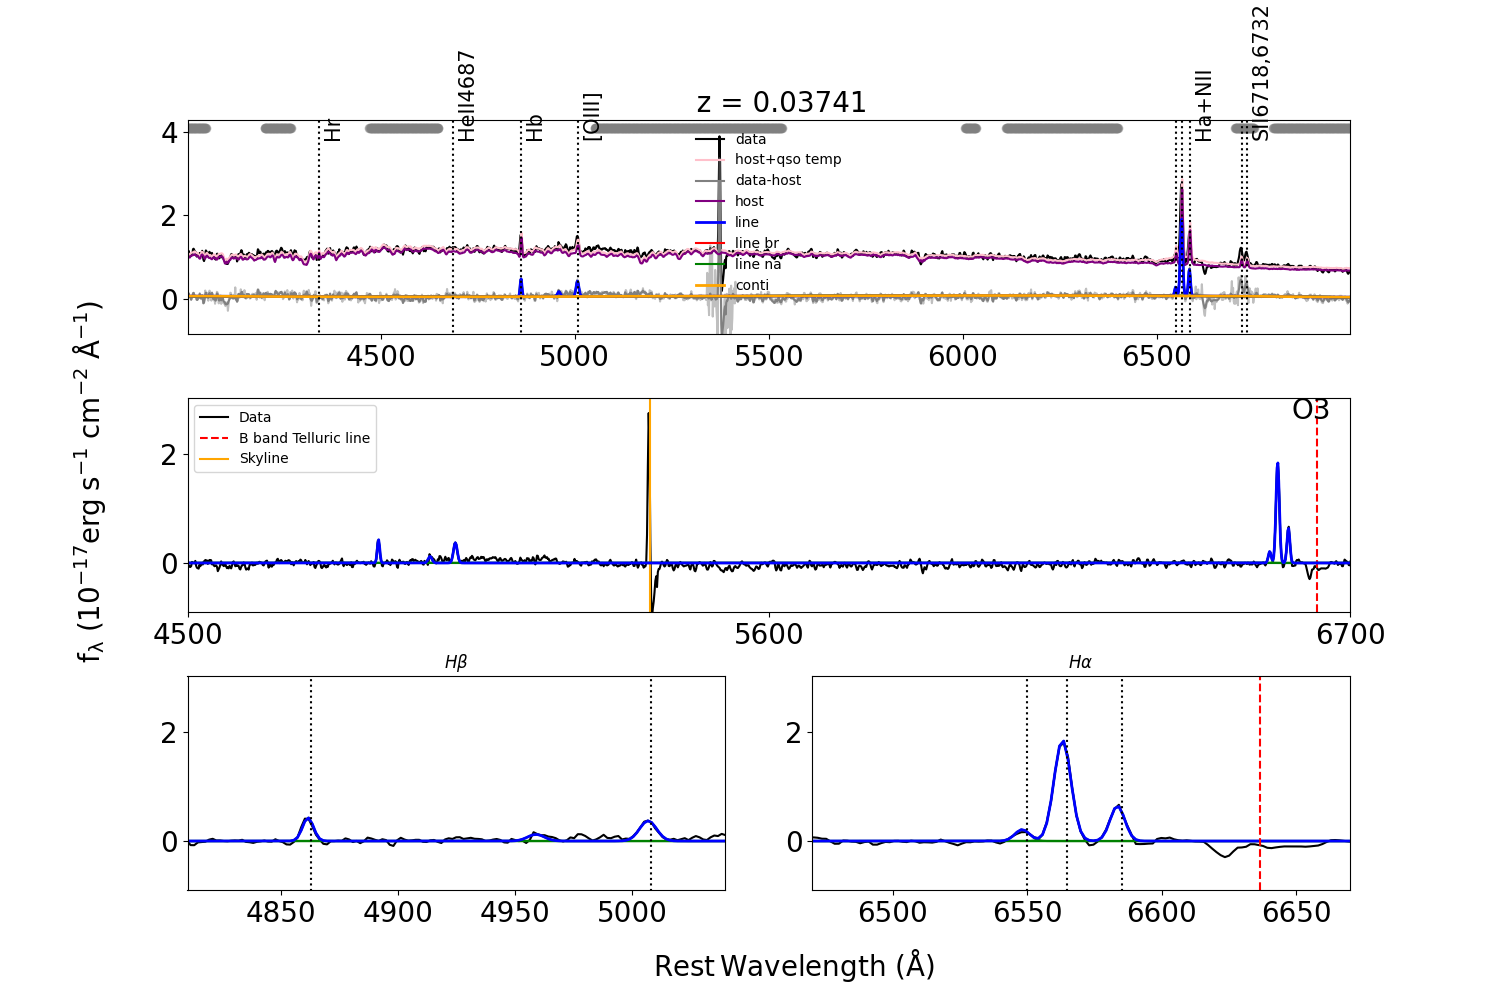 z = 0.03741
Hr
HeII4687
Hb
[OIII]
Ha+NII
SII6718,6732
data
host+qso temp
data-host
host
line
line br
line na
conti
4
2
0
4500
5000
5500
6000
6500
Data
B band Telluric line
Skyline
O3
2
0
4500
5600
6700
fλ (10⁻¹⁷erg s⁻¹ cm⁻² Å⁻¹)
Hβ
2
0
4850
4900
4950
5000
Hα
2
0
6500
6550
6600
6650
Rest Wavelength (Å)